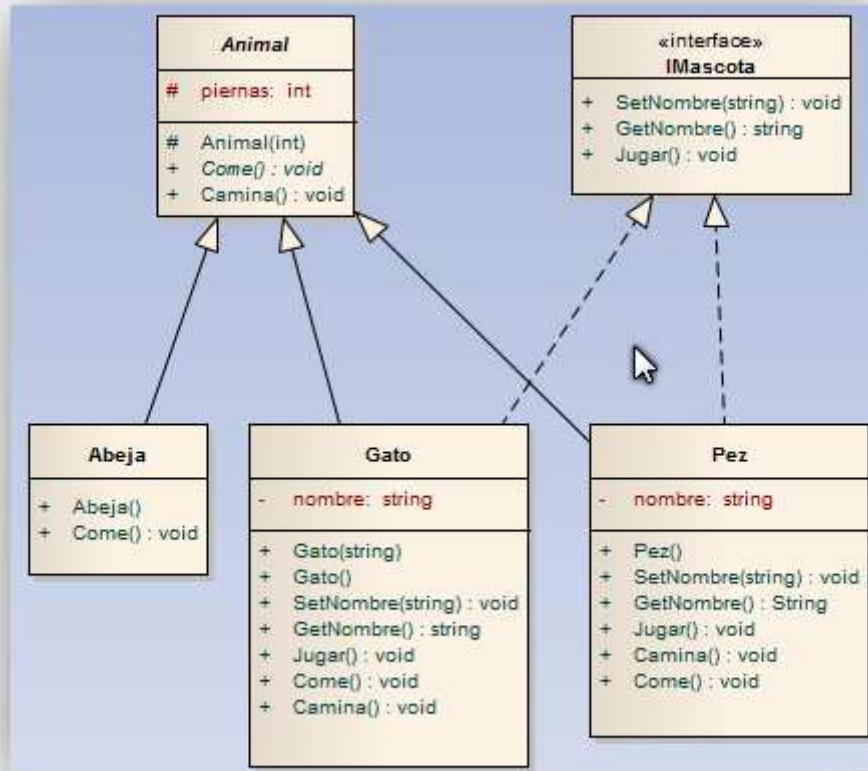 Animal
# piernas: int
# Animal(int)
+ Come() : void
+ Camina() : void
«interface»
IMascota
+ SetNombre(string) : void
+ GetNombre() : string
+ Jugar() : void
Abeja
+ Abeja()
+ Come() : void
Gato
- nombre: string
+ Gato(string)
+ Gato()
+ SetNombre(string) : void
+ GetNombre() : string
+ Jugar() : void
+ Come() : void
+ Camina() : void
Pez
- nombre: string
+ Pez()
+ SetNombre(string) : void
+ GetNombre() : String
+ Jugar() : void
+ Camina() : void
+ Come() : void